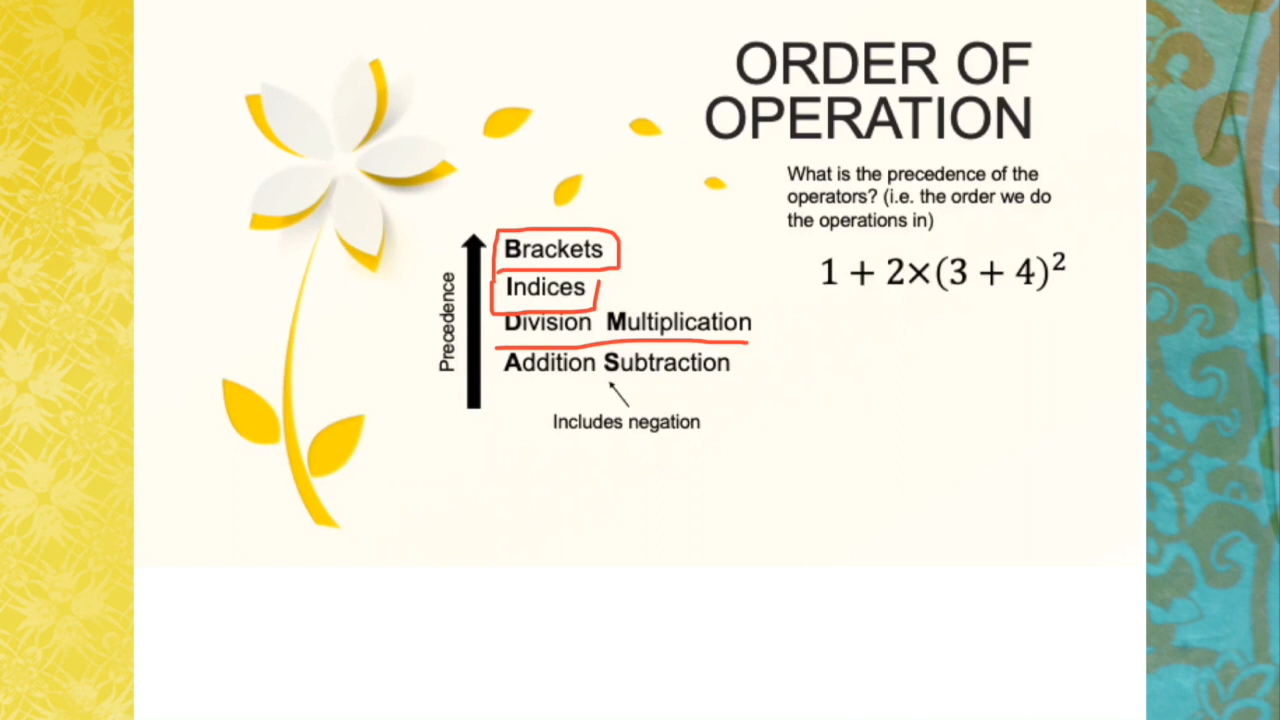 ORDER OF
OPERATION
What is the precedence of the
operators? (i.e. the order we do
the operations in)
1 + 2×(3 + 4)²
Precedence
Brackets
Indices
Division Multiplication
Addition Subtraction
Includes negation